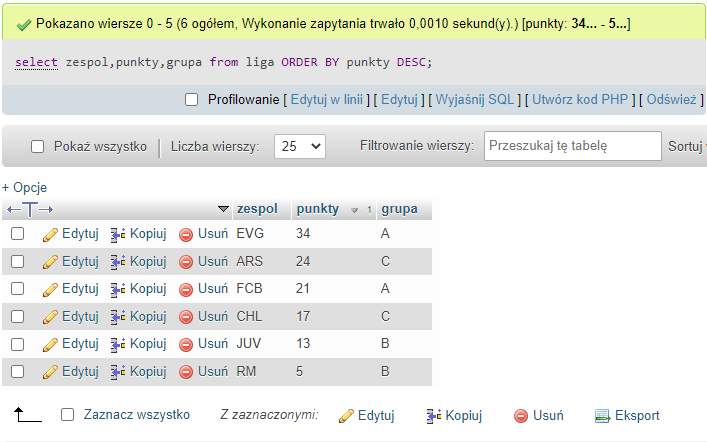 Pokazano wiersze 0 - 5 (6 ogółem, Wykonanie zapytania trwało 0,0010 sekund(y).) [punkty: 34... - 5...]
select zespol,punkty,grupa from liga ORDER BY punkty DESC;
Profilowanie [ Edytuj w linii ] [ Edytuj ] [ Wyjaśnij SQL ] [ Utwórz kod PHP ] [ Odśwież ]
Pokaż wszystko Liczba wierszy: 25 Filtrowanie wierszy: Przeszukaj tę tabelę Sortuj
+ Opcje
zespol punkty 1 grupa
Edytuj Kopiuj Usuń EVG 34 A
Edytuj Kopiuj Usuń ARS 24 C
Edytuj Kopiuj Usuń FCB 21 A
Edytuj Kopiuj Usuń CHL 17 C
Edytuj Kopiuj Usuń JUV 13 B
Edytuj Kopiuj Usuń RM 5 B
Zaznacz wszystko Z zaznaczonymi: Edytuj Kopiuj Usuń Eksport